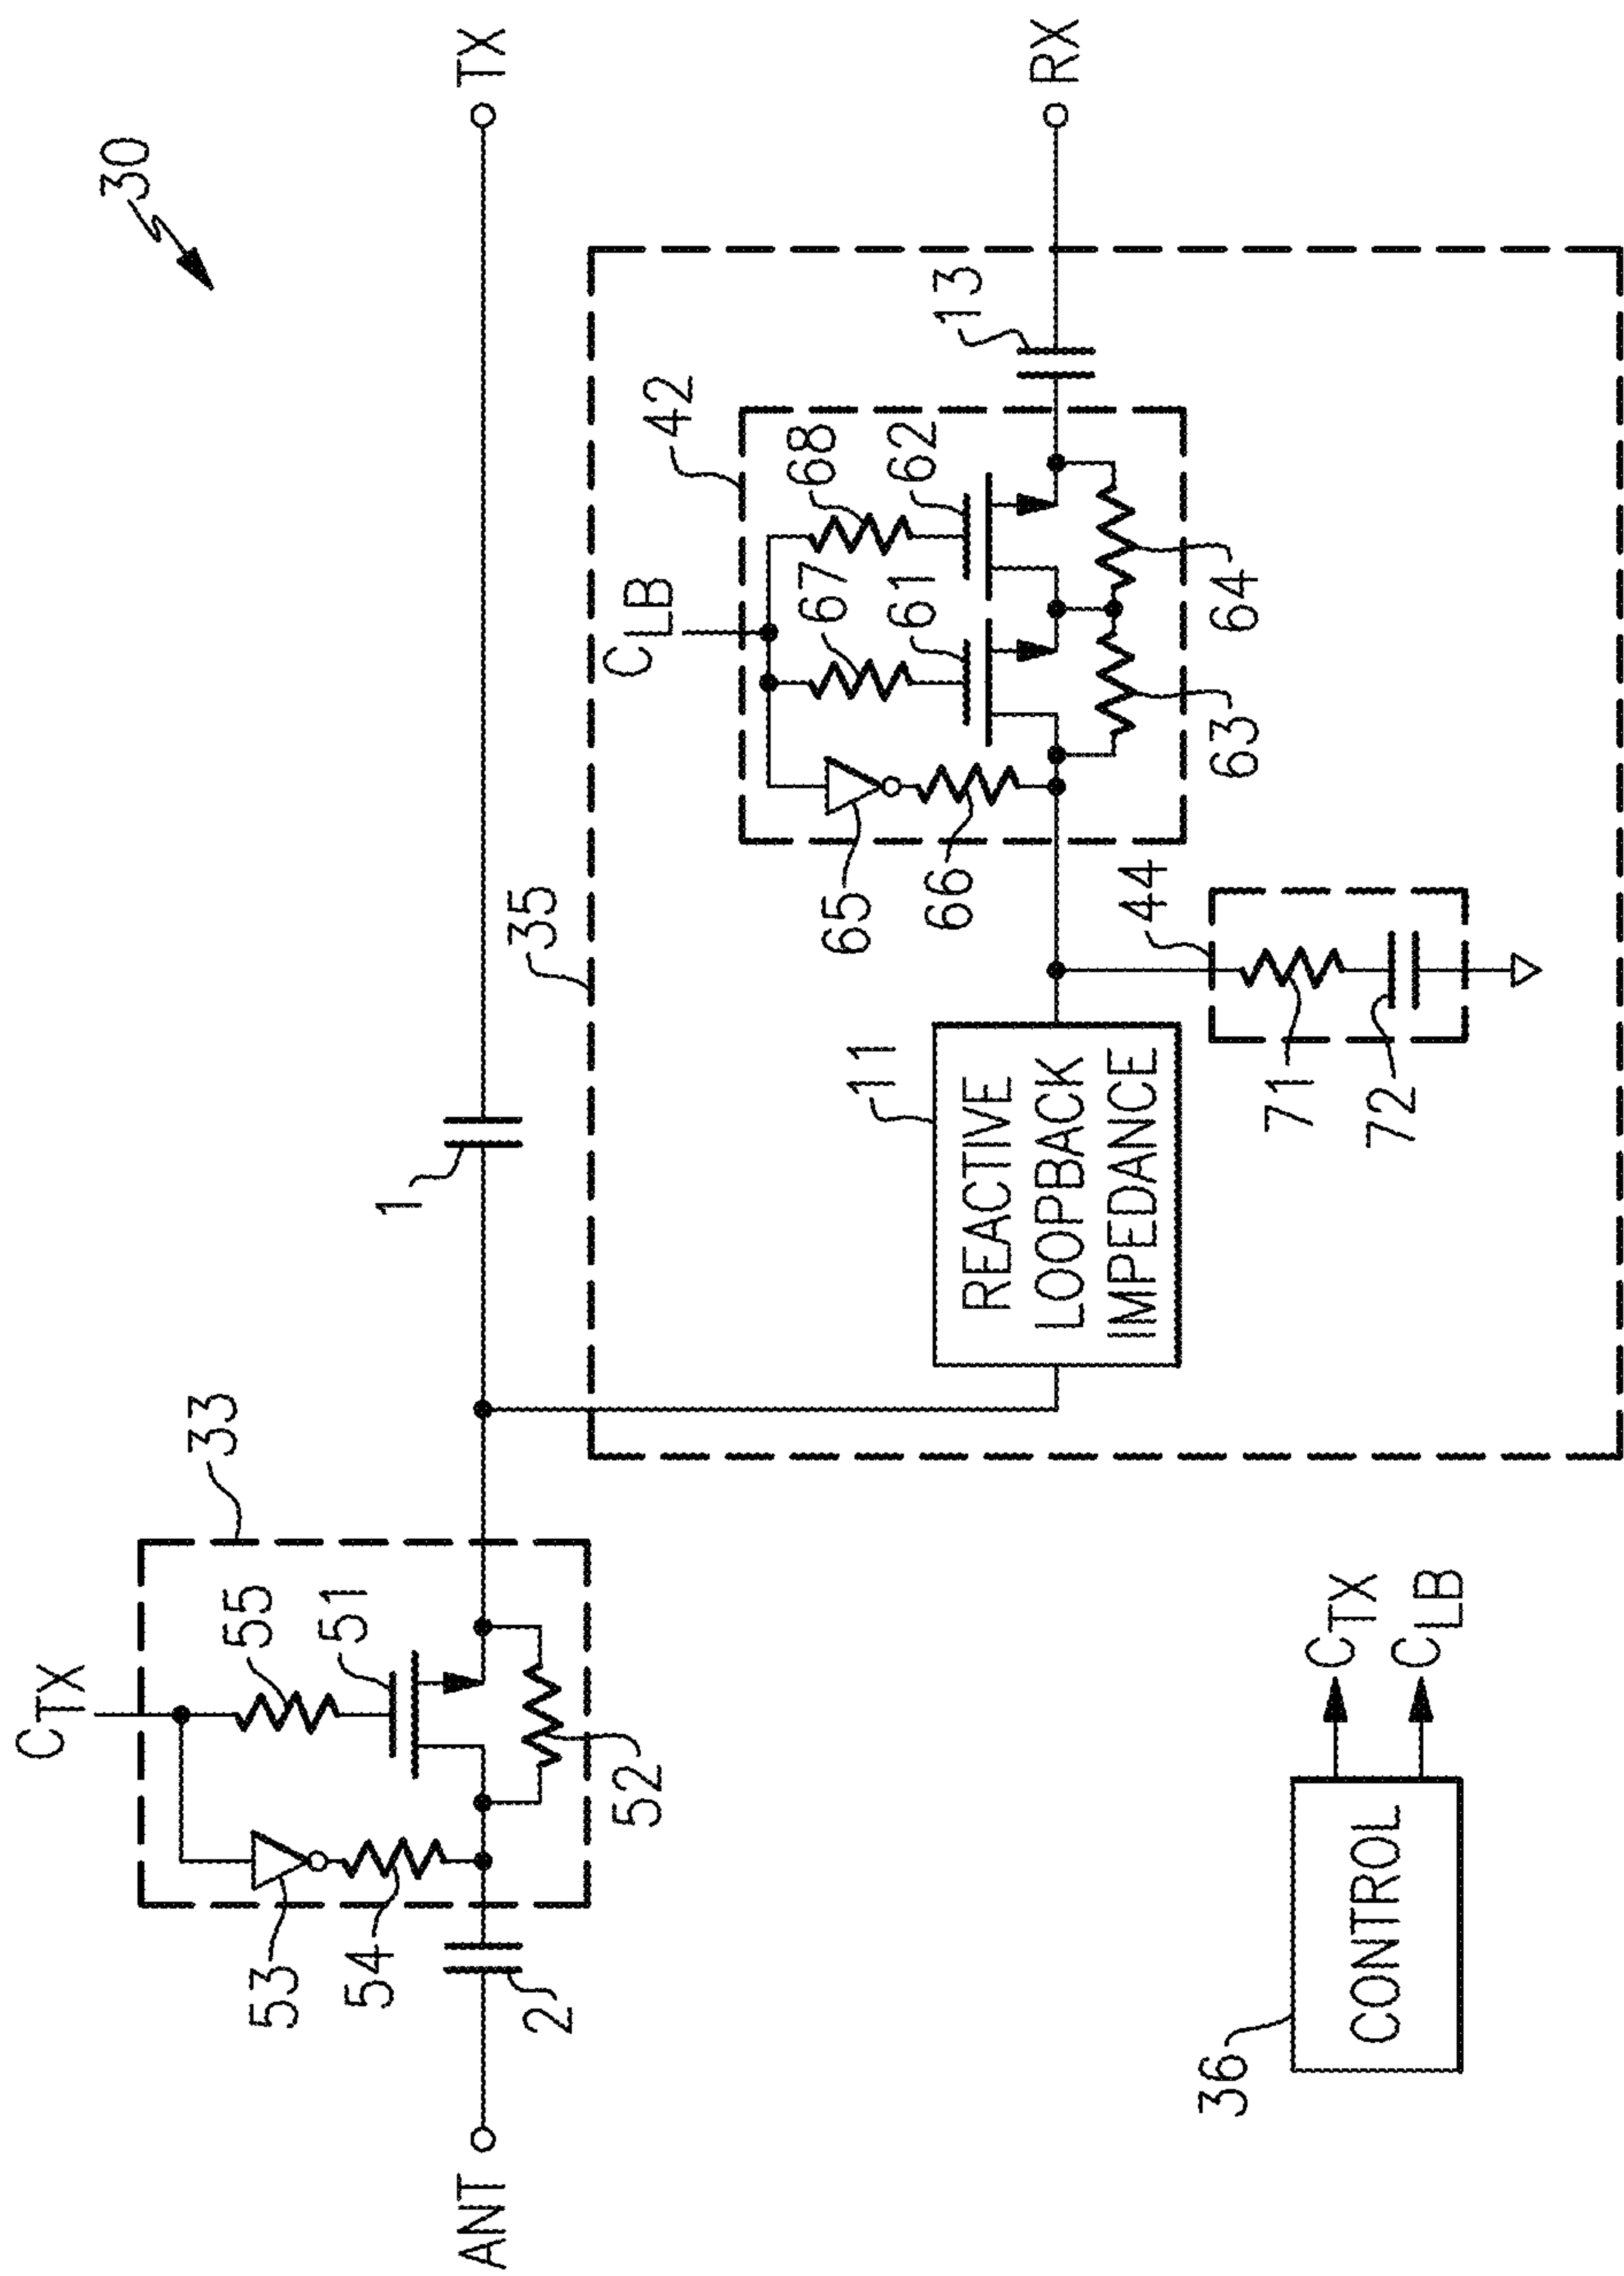 30
C_TX
33
55
51
53
54
52
2
ANT
1
TX
35
C_LB
42
68
67
62
61
65
66
63
64
13
RX
11
REACTIVE
LOOPBACK
IMPEDANCE
44
71
72
36
CONTROL
C_TX
C_LB